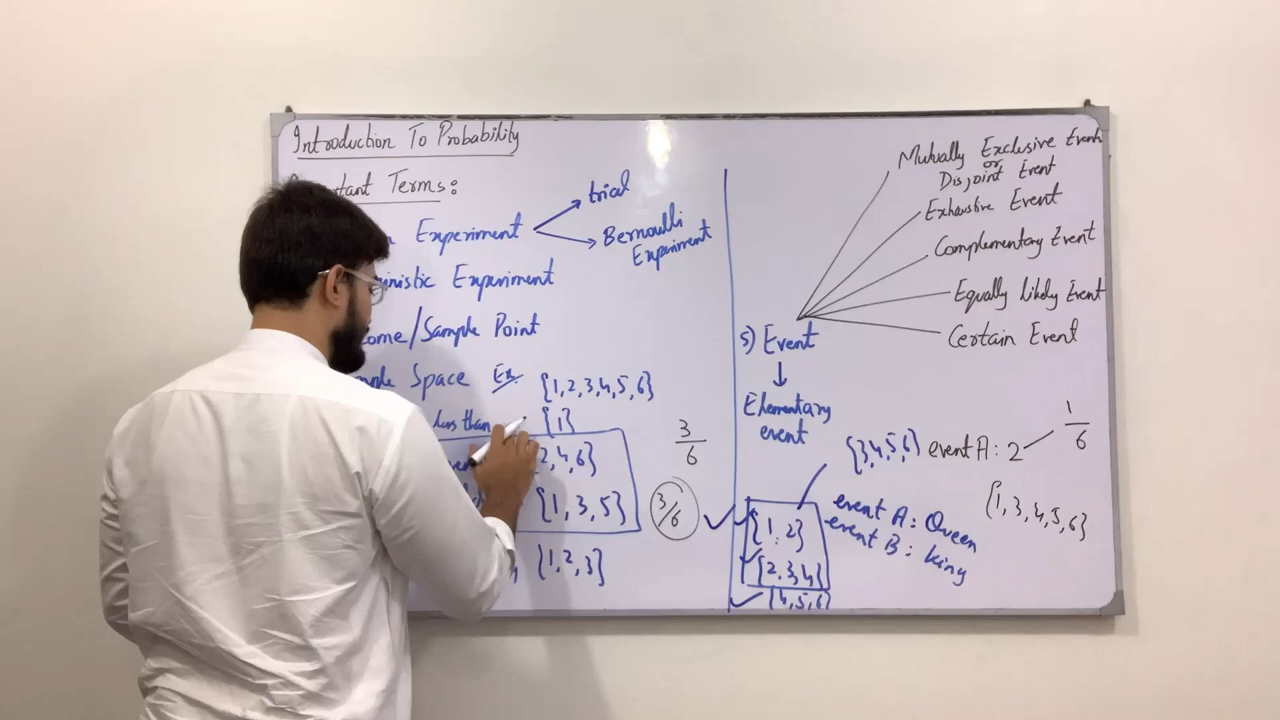 Introduction To Probability
Terms:
Experiment
trial
Bernoulli
Experiment
Experiment
/Sample Point
Space Ex {1,2,3,4,5,6}
less than {1}
2,4,6}
3/6
{1,3,5}
3/6
{1,2,3}
Mutually Exclusive Events
or
Disjoint Event
Exhaustive Event
Complementary Event
Equally Likely Event
Certain Event
5) Event
Elementary
event
{3,4,5,6} event A: 2
1/6
{1,3,4,5,6}
{1,2}
{2,3,4}
{4,5,6}
event A: Queen
event B: King